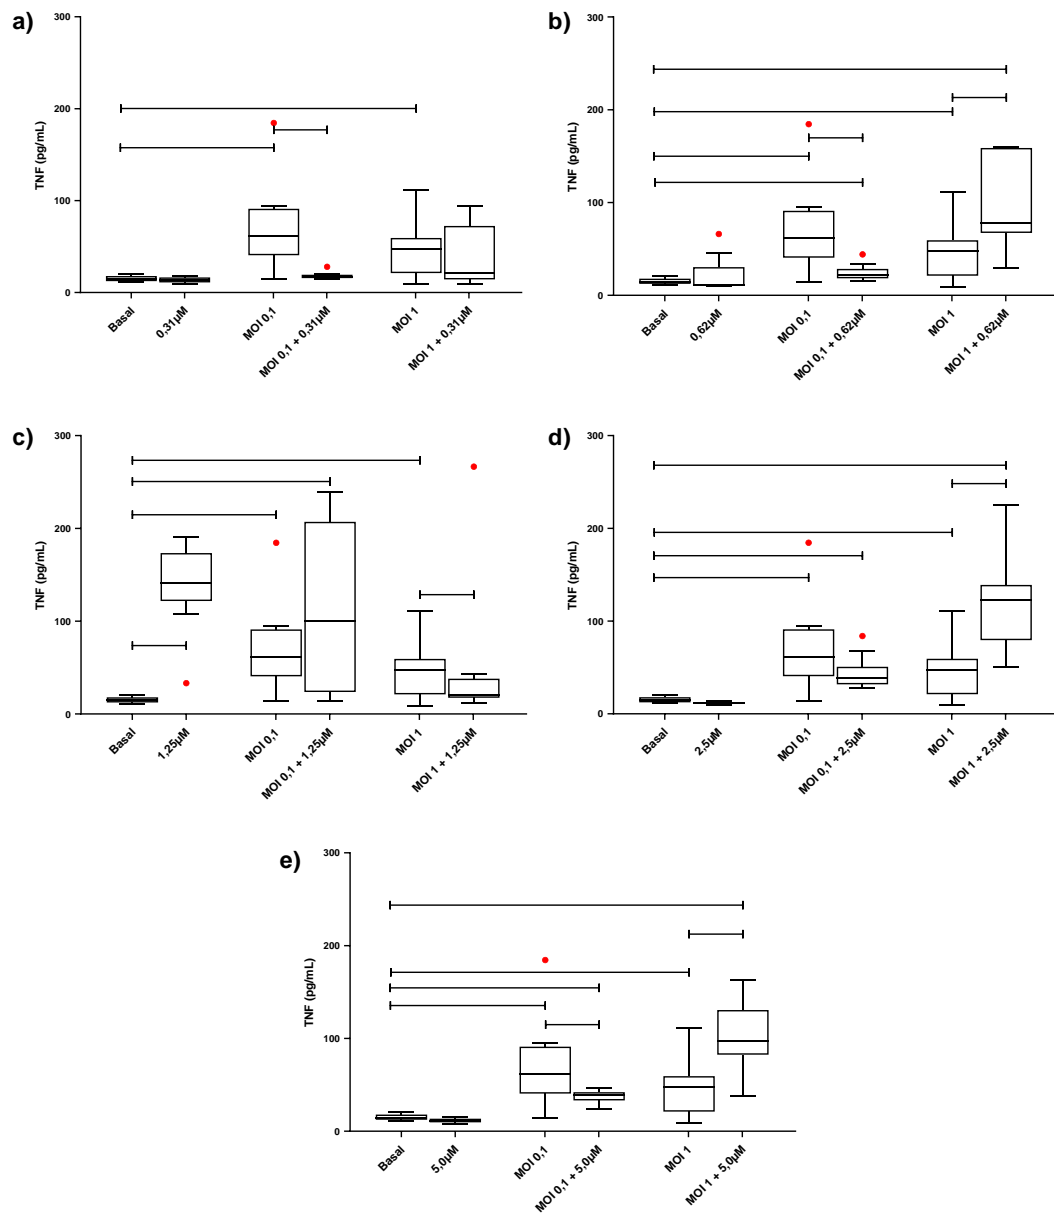 a)
TNF (pg/mL)
300
200
100
0
Basal
0,31µM
MOI 0,1
MOI 0,1 + 0,31µM
MOI 1
MOI 1 + 0,31µM
b)
TNF (pg/mL)
300
200
100
0
Basal
0,62µM
MOI 0,1
MOI 0,1 + 0,62µM
MOI 1
MOI 1 + 0,62µM
c)
TNF (pg/mL)
300
200
100
0
Basal
1,25µM
MOI 0,1
MOI 0,1 + 1,25µM
MOI 1
MOI 1 + 1,25µM
d)
TNF (pg/mL)
300
200
100
0
Basal
2,5µM
MOI 0,1
MOI 0,1 + 2,5µM
MOI 1
MOI 1 + 2,5µM
e)
TNF (pg/mL)
300
200
100
0
Basal
5,0µM
MOI 0,1
MOI 0,1 + 5,0µM
MOI 1
MOI 1 + 5,0µM